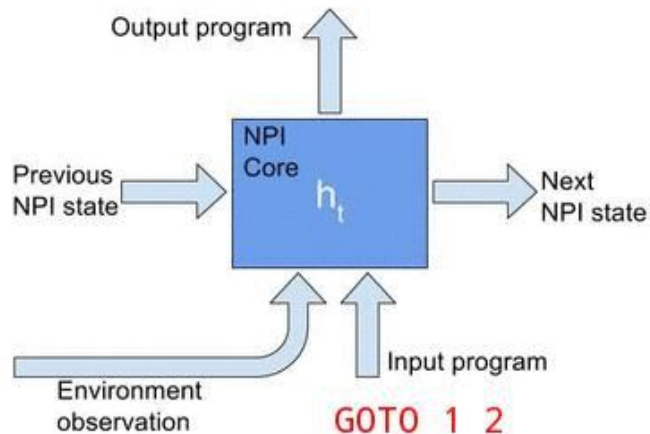 Output program
NPI
Core
h_t
Previous
NPI state
Next
NPI state
Input program
Environment
observation
GOTO 1 2